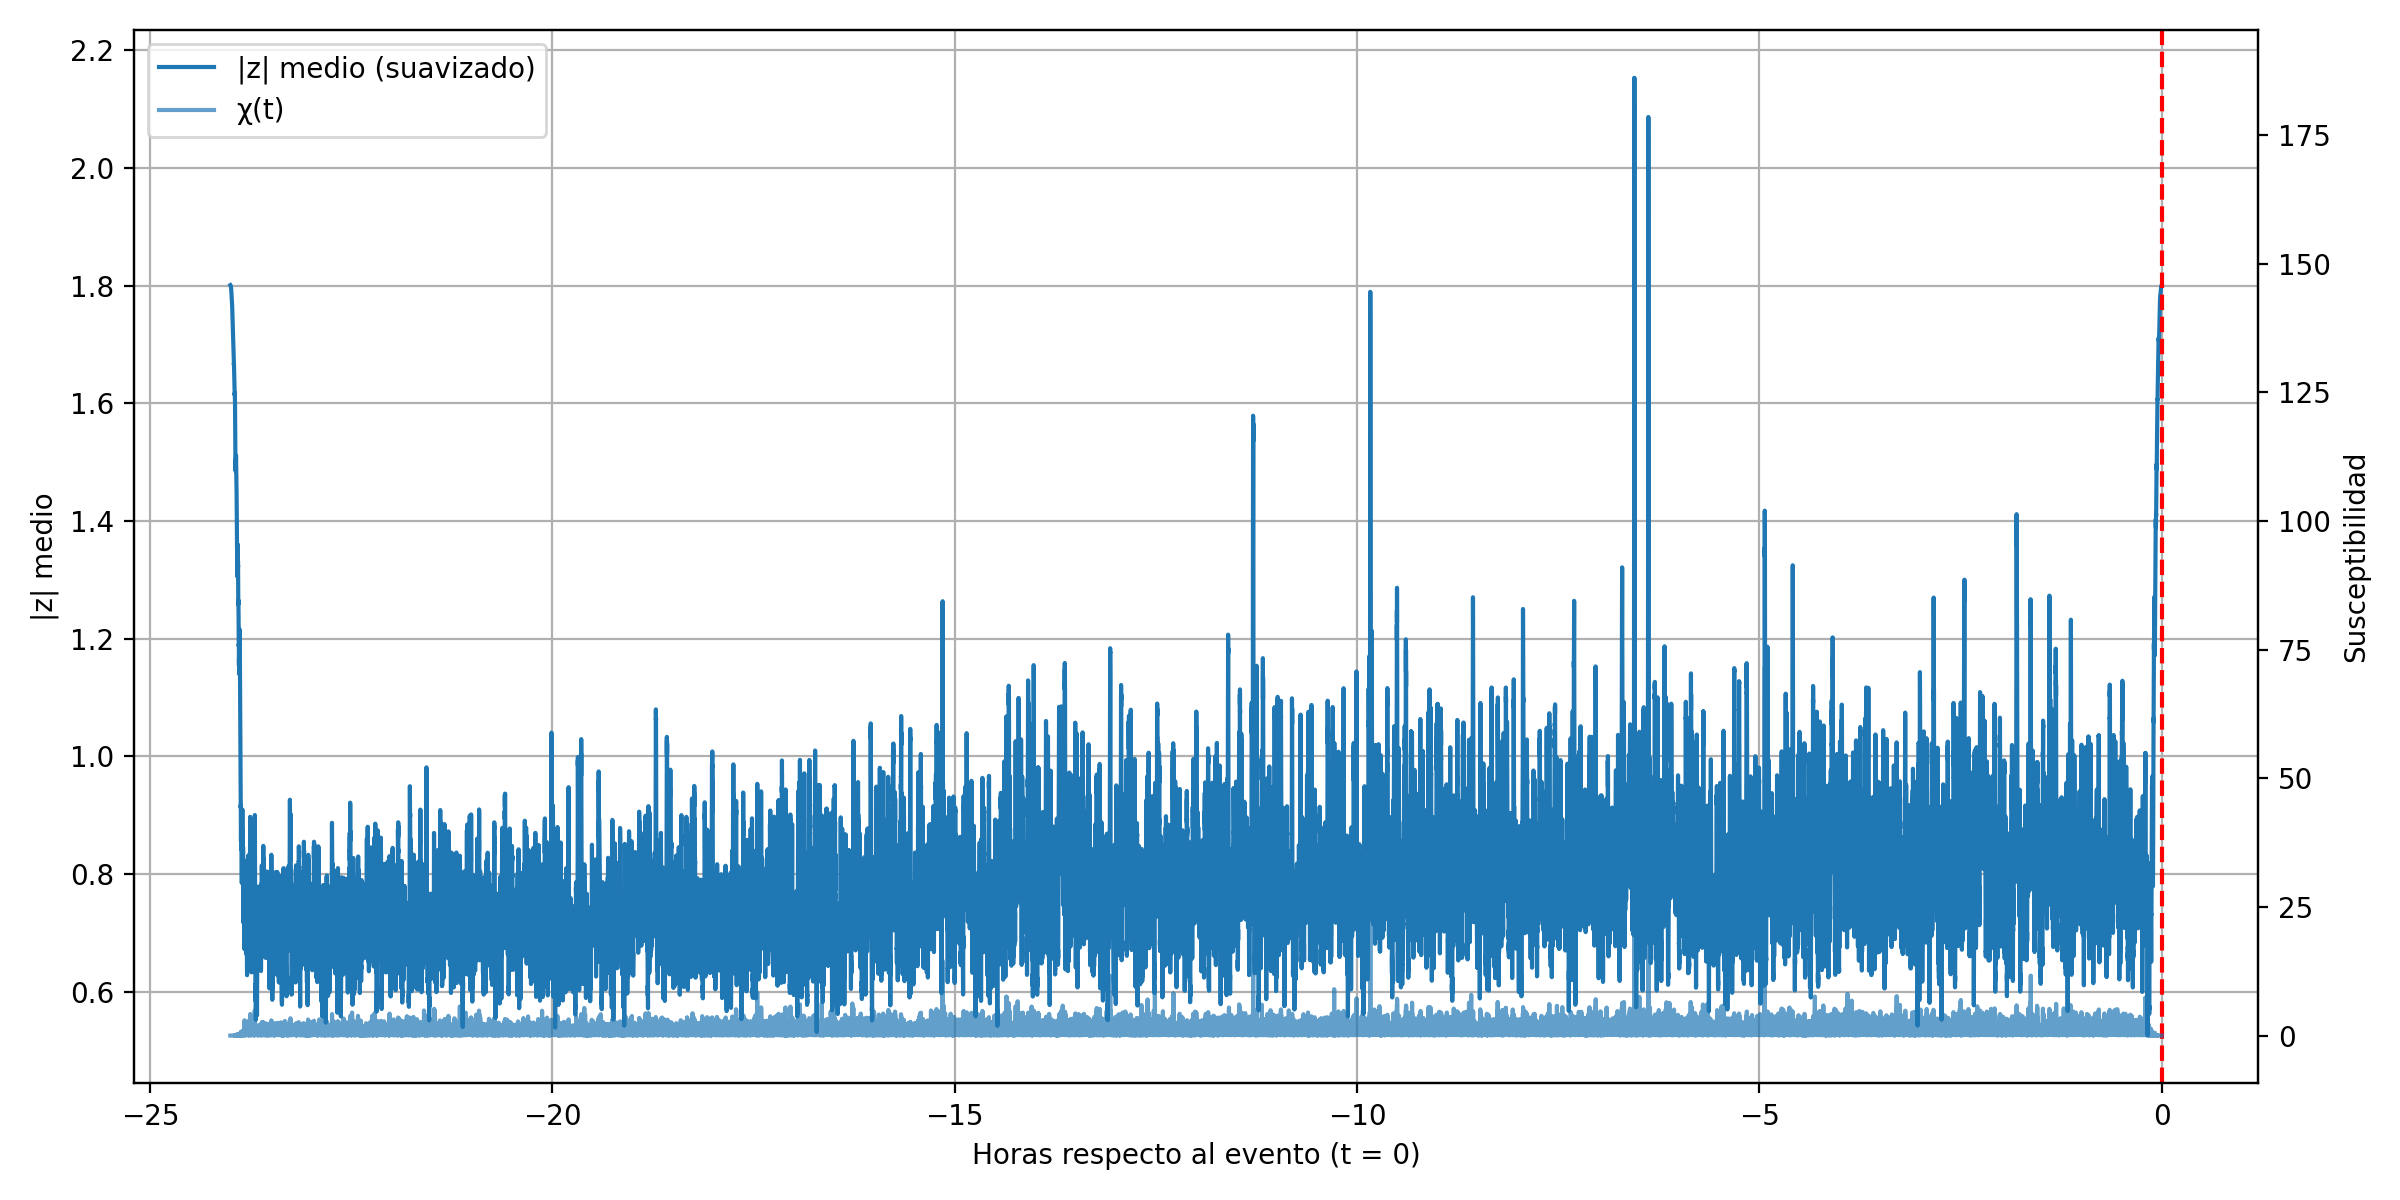 |z| medio (suavizado)
χ(t)
2.2
2.0
1.8
1.6
1.4
1.2
1.0
0.8
0.6
|z| medio
175
150
125
100
75
50
25
0
Susceptibilidad
−25 −20 −15 −10 −5 0
Horas respecto al evento (t = 0)